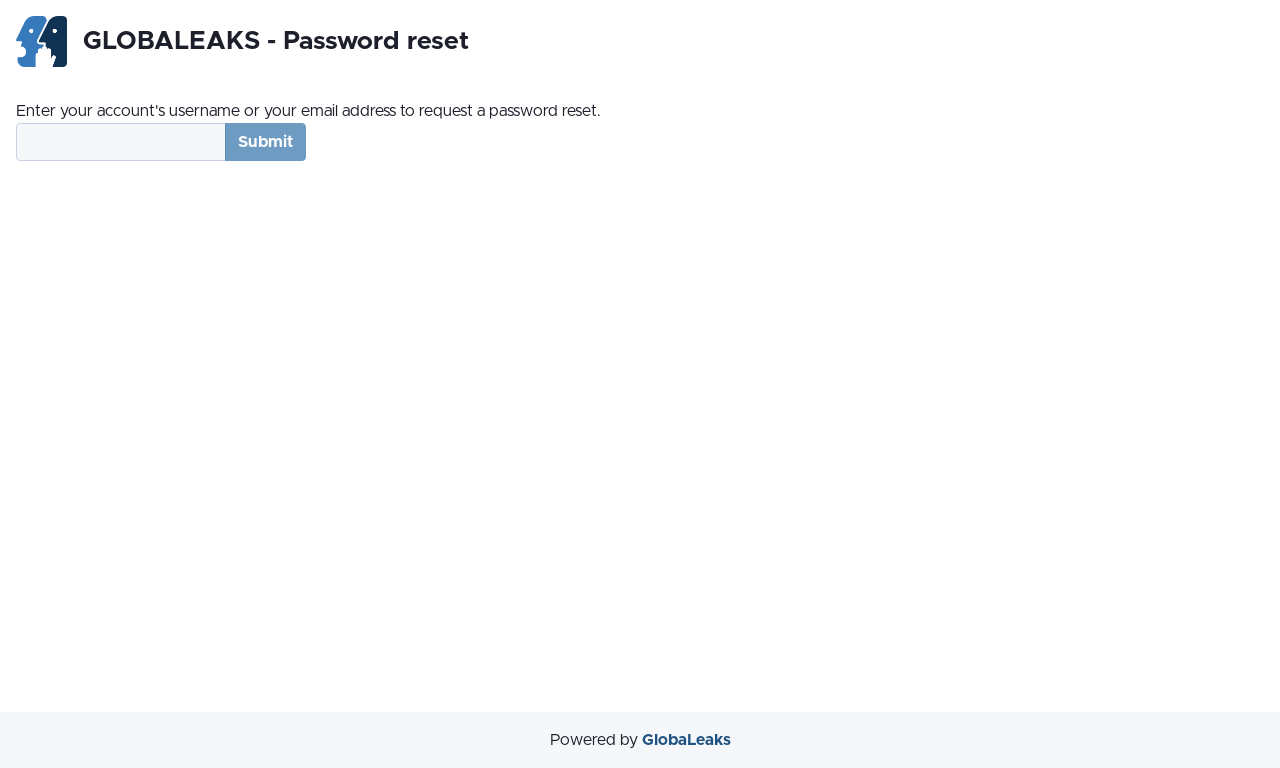 GLOBALEAKS - Password reset
Enter your account's username or your email address to request a password reset.
Submit
Powered by GlobaLeaks